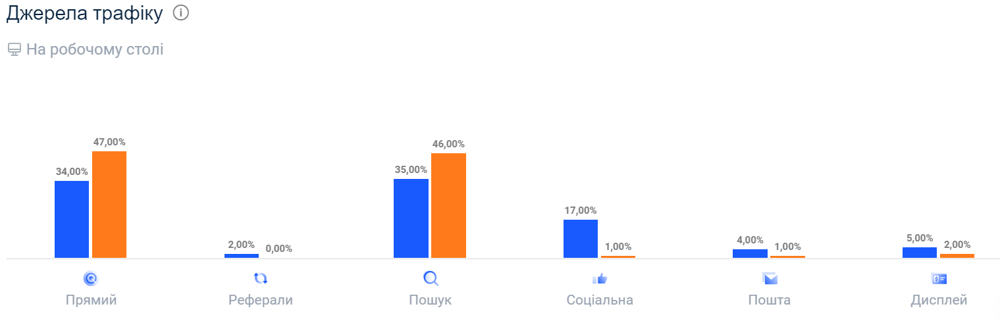 Джерела трафіку
На робочому столі
34,00% 47,00% 2,00% 0,00% 35,00% 46,00% 17,00% 1,00% 4,00% 1,00% 5,00% 2,00%
Прямий Реферали Пошук Соціальна Пошта Дисплей